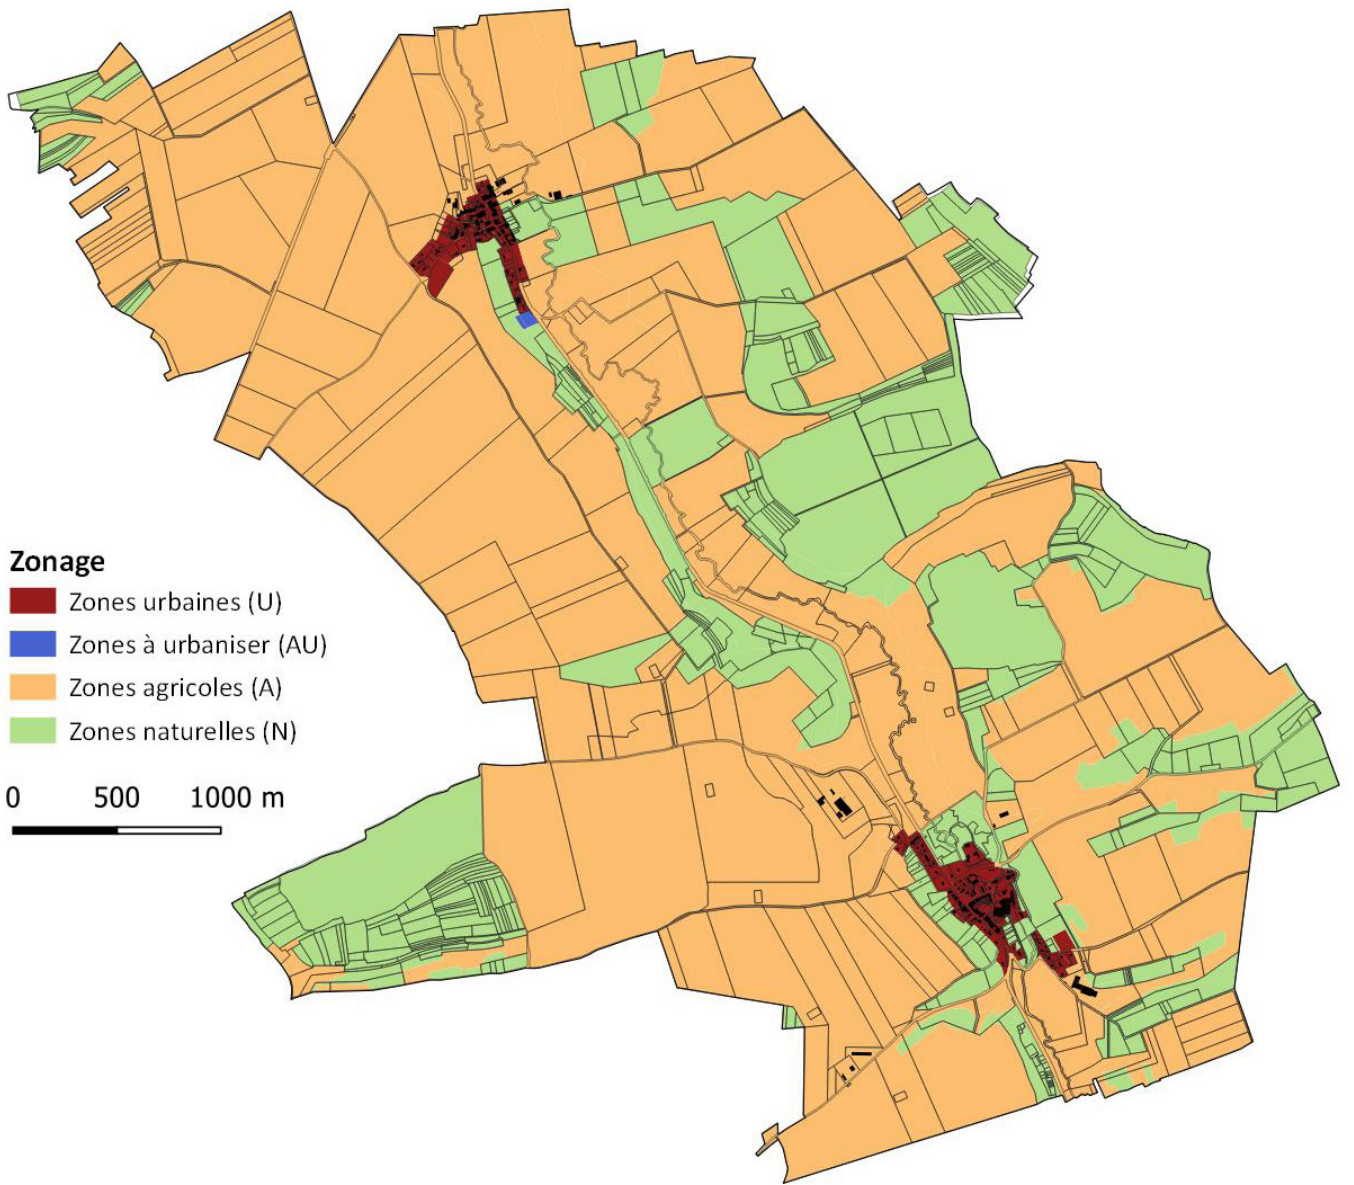 Zonage
Zones urbaines (U)
Zones à urbaniser (AU)
Zones agricoles (A)
Zones naturelles (N)
0 500 1000 m